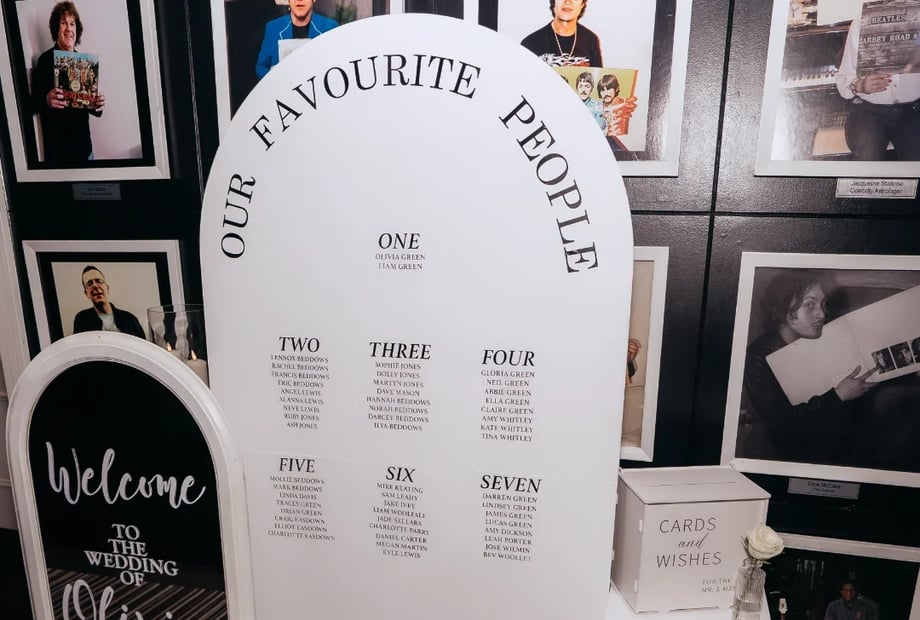 OUR FAVOURITE PEOPLE
ONE
OLIVIA GREEN
LIAM GREEN
TWO
LENNON BEDDOWS
RACHEL BEDDOWS
FRANCIS BEDDOWS
ERIC BEDDOWS
ANGEL LEWIS
ALANNA LEWIS
NEVE LEWIS
RUBY JONES
ASH JONES
THREE
SOPHIE JONES
DOLLY JONES
MARTYN JONES
DAVE MASON
HANNAH BEDDOWS
NORAH BEDDOWS
DARCEY BEDDOWS
ILYA BEDDOWS
FOUR
GLORIA GREEN
NEIL GREEN
ABBIE GREEN
ELLA GREEN
CLAIRE GREEN
AMY WHITLEY
KATE WHITLEY
TINA WHITLEY
FIVE
MOLLIE BEDDOWS
MARK BEDDOWS
LINDA DAVIS
TRACEY GREEN
BRIAN GREEN
CRAIG EASDOWN
ELLIOT EASDOWN
CHARLOTTE EASDOWN
SIX
MIKE KEATING
SAM LEAHY
JAKE IVEY
LIAM WOOLFALL
JADE SELLARS
CHARLOTTE PARRY
DANIEL CARTER
MEGAN MARTIN
KYLE LEWIS
SEVEN
DARREN GREEN
LINDSEY GREEN
JAMES GREEN
LUCAS GREEN
AMY DICKSON
LEAH PORTER
JOSE WILMIN
BEV WOOLLEY
Welcome
TO
THE
WEDDING
OF
CARDS
and
WISHES
FOR THE
MR. & MRS
BEATLES
ABBEY ROAD
Jacqueline Stallone
Celebrity Astrologer